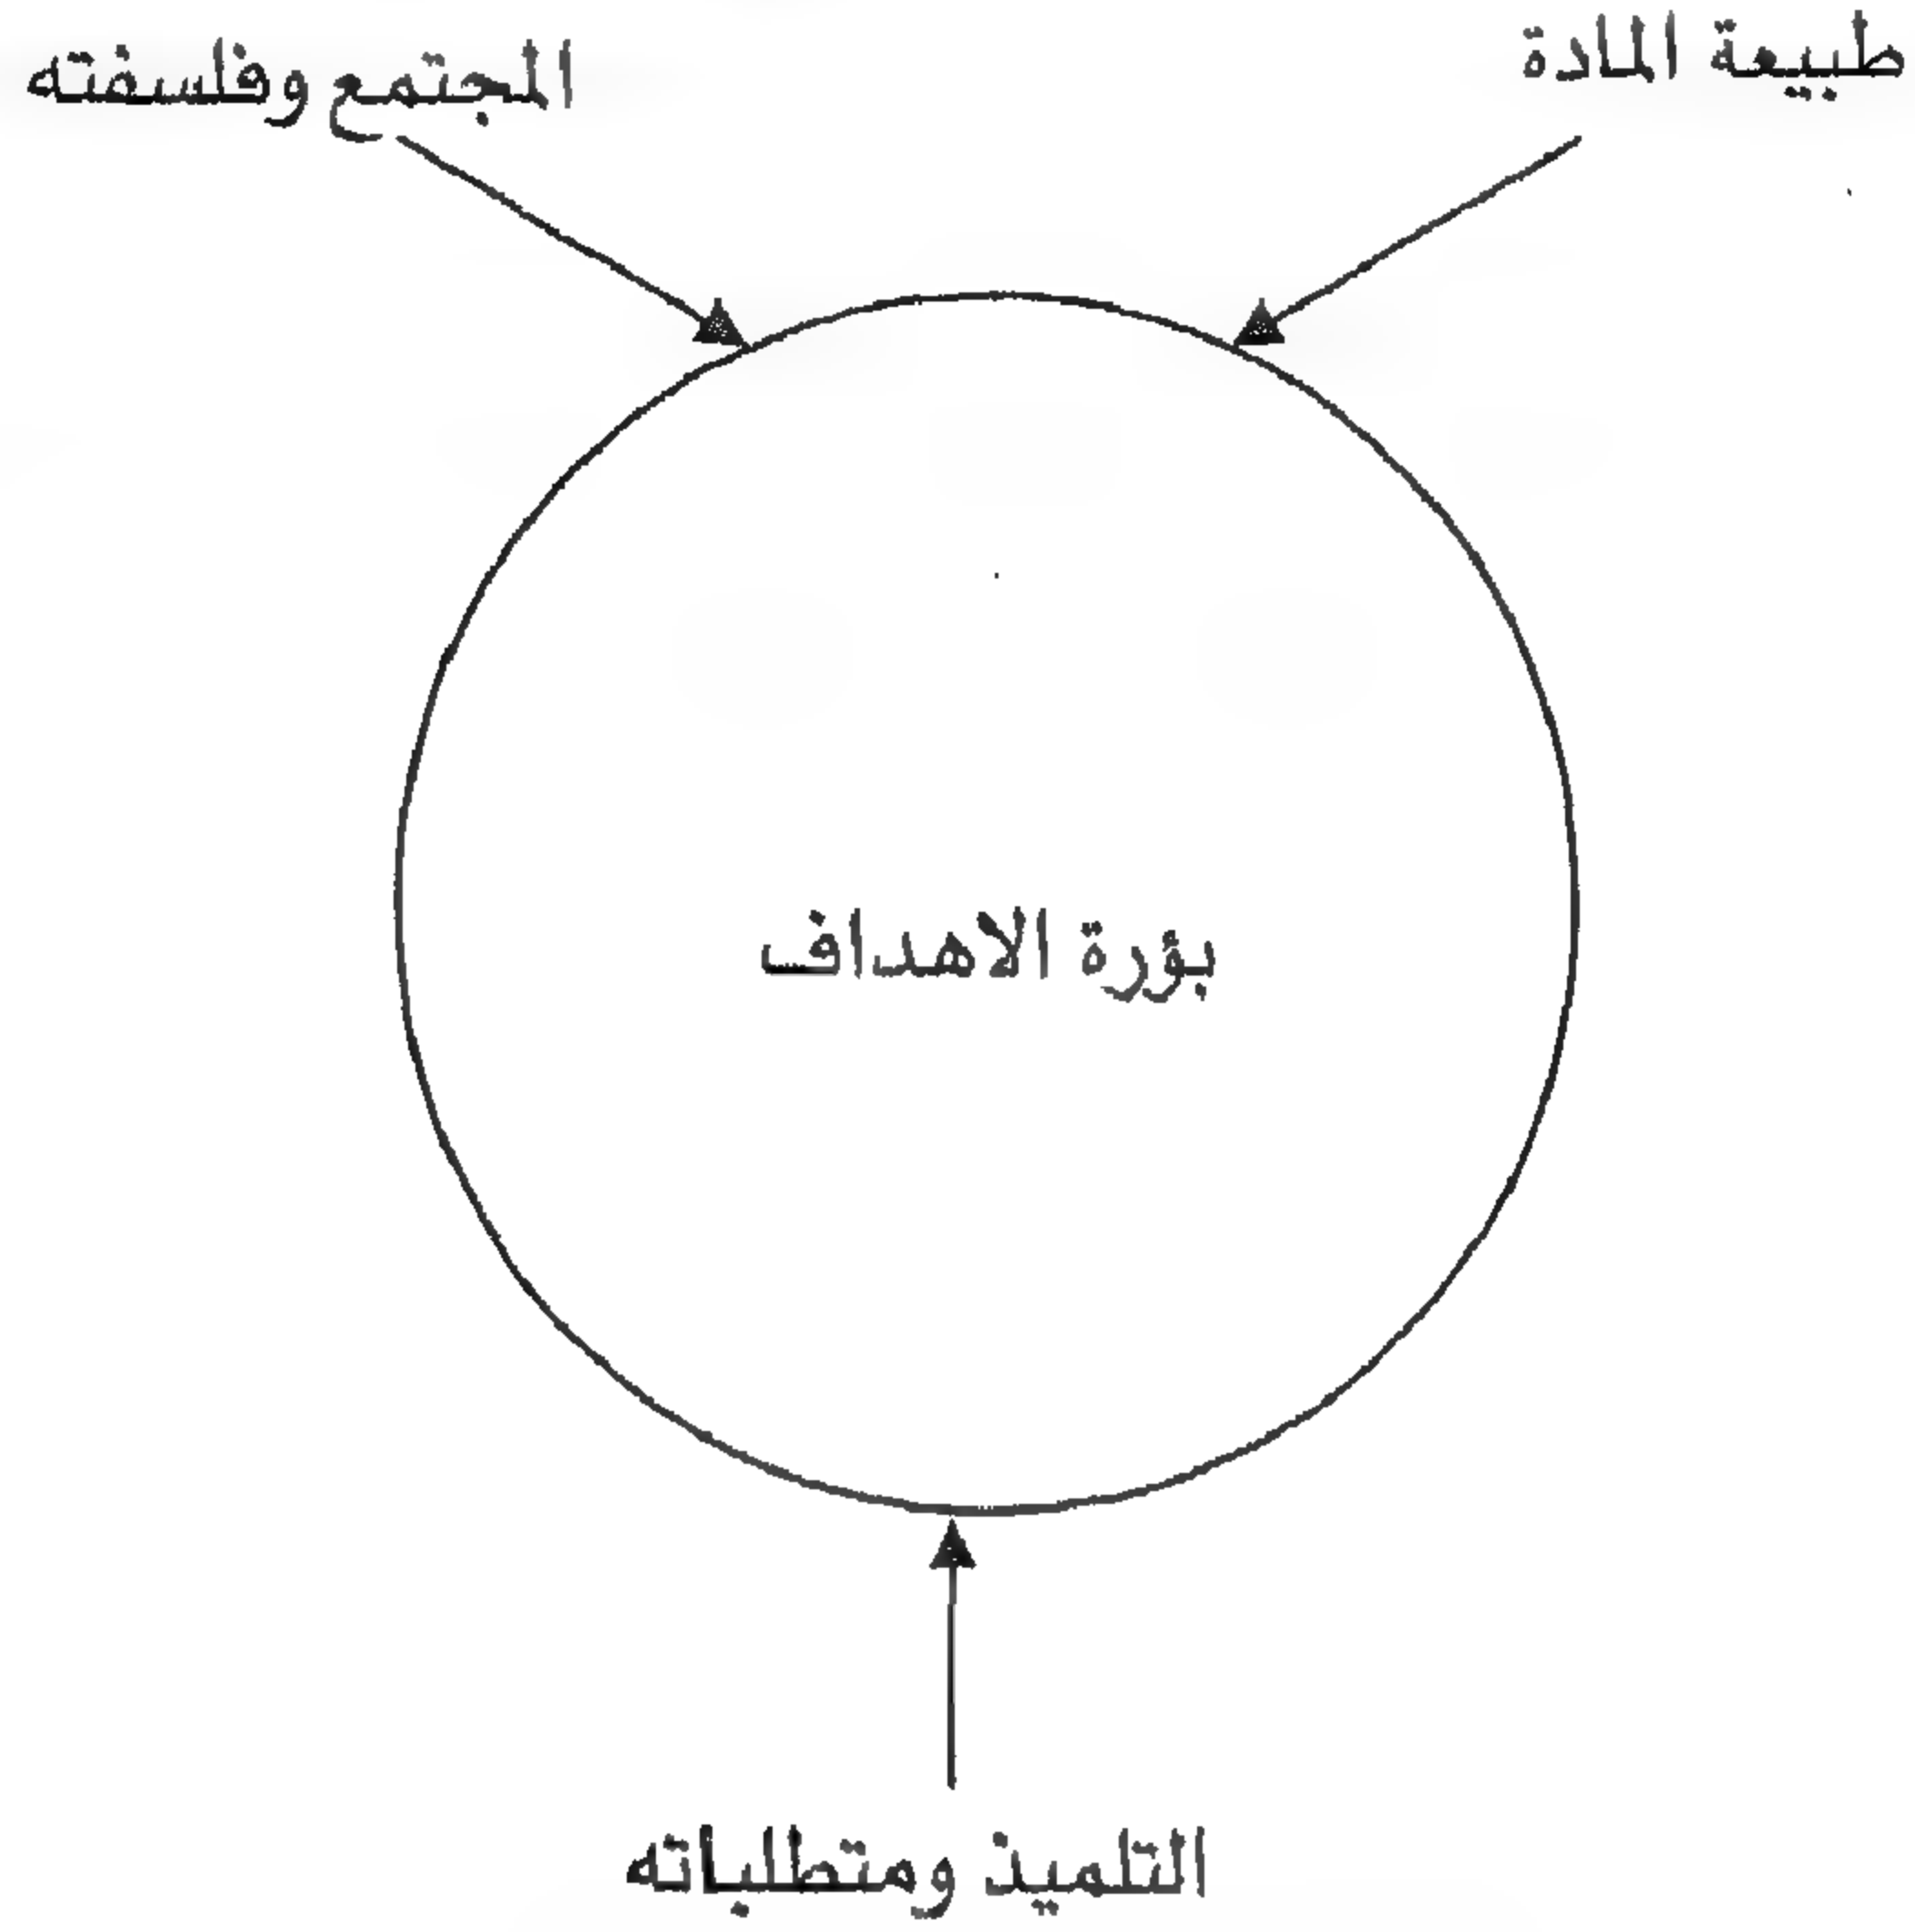 طبيعة المادة
المجتمع وفلسفته
بؤرة الاهداف
التلميذ ومتطلباته